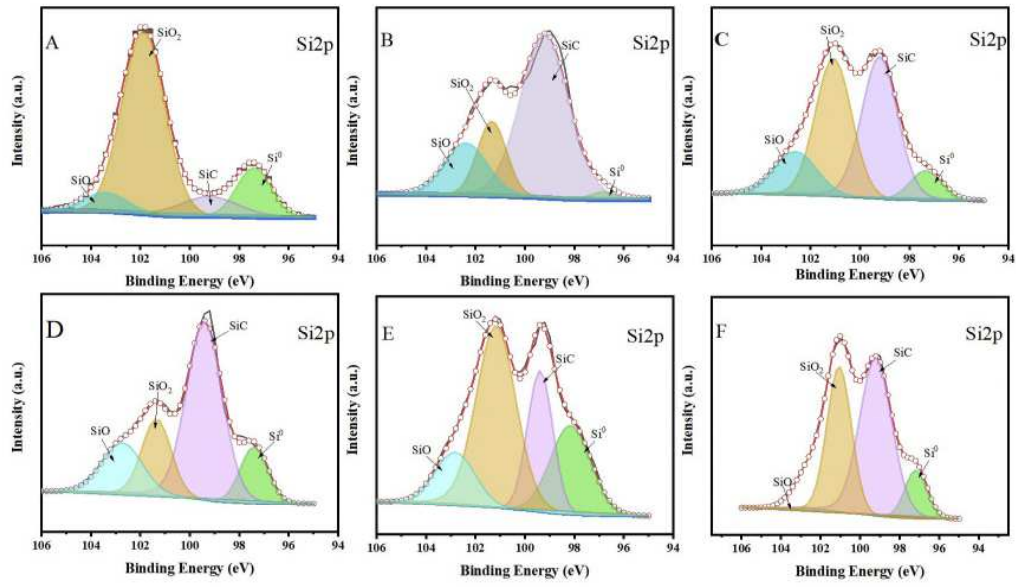 A
Si2p
SiO2
SiO
SiC
Si0
Intensity (a.u.)
106 104 102 100 98 96 94
Binding Energy (eV)
B
Si2p
SiC
SiO2
SiO
Si0
Intensity (a.u.)
106 104 102 100 98 96 94
Binding Energy (eV)
C
Si2p
SiO2
SiC
SiO
Si0
Intensity (a.u.)
106 104 102 100 98 96 94
Binding Energy (eV)
D
Si2p
SiC
SiO2
SiO
Si0
Intensity (a.u.)
106 104 102 100 98 96 94
Binding Energy (eV)
E
Si2p
SiO2
SiC
SiO
Si0
Intensity (a.u.)
106 104 102 100 98 96 94
Binding Energy (eV)
F
Si2p
SiO2
SiC
SiO
Si0
Intensity (a.u.)
106 104 102 101 99 97 95 94
Binding Energy (eV)